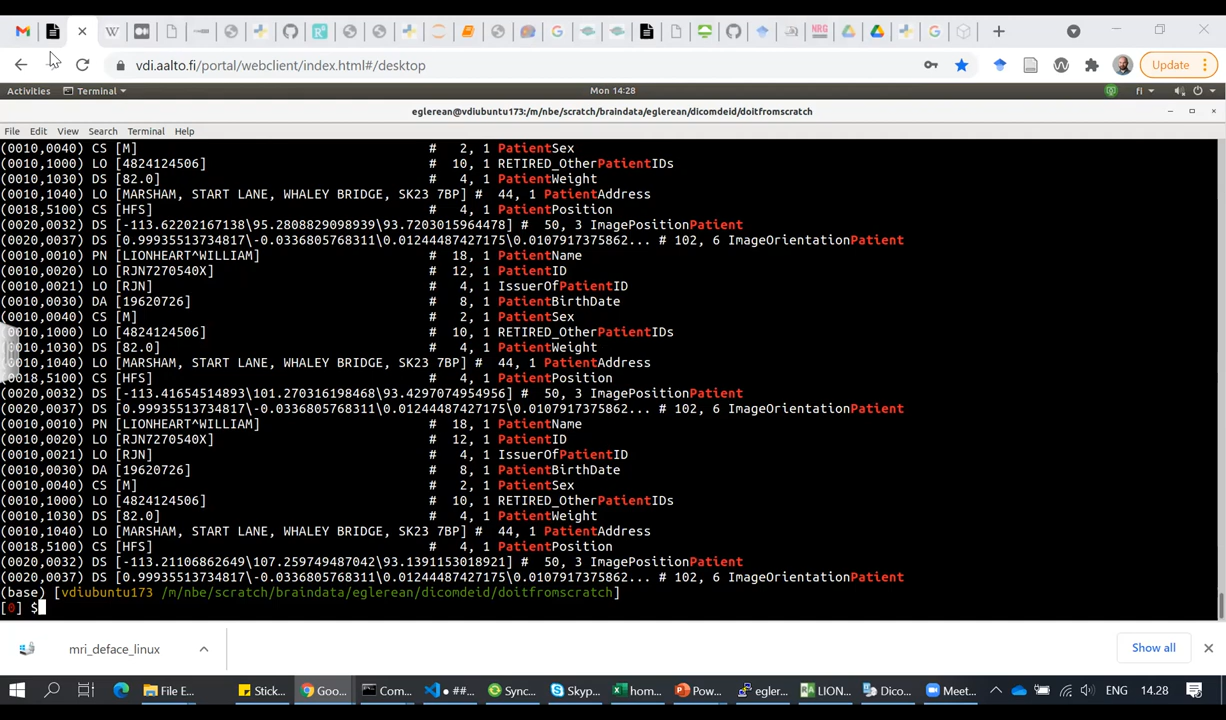 vdi.aalto.fi/portal/webclient/index.html#/desktop
Update
Activities
Terminal
Mon 14:28
fi
eglerean@vdiubuntu173:/m/nbe/scratch/braindata/eglerean/dicomdeid/doitfromscratch
File Edit View Search Terminal Help
(0010,0040) CS [M] # 2, 1 PatientSex
(0010,1000) LO [4824124506] # 10, 1 RETIRED_OtherPatientIDs
(0010,1030) DS [82.0] # 4, 1 PatientWeight
(0010,1040) LO [MARSHAM, START LANE, WHALEY BRIDGE, SK23 7BP] # 44, 1 PatientAddress
(0018,5100) CS [HFS] # 4, 1 PatientPosition
(0020,0032) DS [-113.62202167138\95.2808829098939\93.7203015964478] # 50, 3 ImagePositionPatient
(0020,0037) DS [0.99935513734817\-0.0336805768311\0.01244487427175\0.0107917375862... # 102, 6 ImageOrientationPatient
(0010,0010) PN [LIONHEART^WILLIAM] # 18, 1 PatientName
(0010,0020) LO [RJN7270540X] # 12, 1 PatientID
(0010,0021) LO [RJN] # 4, 1 IssuerOfPatientID
(0010,0030) DA [19620726] # 8, 1 PatientBirthDate
(0010,0040) CS [M] # 2, 1 PatientSex
0010,1000) LO [4824124506] # 10, 1 RETIRED_OtherPatientIDs
0010,1030) DS [82.0] # 4, 1 PatientWeight
0010,1040) LO [MARSHAM, START LANE, WHALEY BRIDGE, SK23 7BP] # 44, 1 PatientAddress
0018,5100) CS [HFS] # 4, 1 PatientPosition
(0020,0032) DS [-113.41654514893\101.270316198468\93.4297074954956] # 50, 3 ImagePositionPatient
(0020,0037) DS [0.99935513734817\-0.0336805768311\0.01244487427175\0.0107917375862... # 102, 6 ImageOrientationPatient
(0010,0010) PN [LIONHEART^WILLIAM] # 18, 1 PatientName
(0010,0020) LO [RJN7270540X] # 12, 1 PatientID
(0010,0021) LO [RJN] # 4, 1 IssuerOfPatientID
(0010,0030) DA [19620726] # 8, 1 PatientBirthDate
(0010,0040) CS [M] # 2, 1 PatientSex
(0010,1000) LO [4824124506] # 10, 1 RETIRED_OtherPatientIDs
(0010,1030) DS [82.0] # 4, 1 PatientWeight
(0010,1040) LO [MARSHAM, START LANE, WHALEY BRIDGE, SK23 7BP] # 44, 1 PatientAddress
(0018,5100) CS [HFS] # 4, 1 PatientPosition
(0020,0032) DS [-113.21106862649\107.259749487042\93.1391153018921] # 50, 3 ImagePositionPatient
(0020,0037) DS [0.99935513734817\-0.0336805768311\0.01244487427175\0.0107917375862... # 102, 6 ImageOrientationPatient
(base) [vdiubuntu173 /m/nbe/scratch/braindata/eglerean/dicomdeid/doitfromscratch]
[0] $
mri_deface_linux
Show all
File E... Stick... Goo... Com... ● ##... Sync... Skyp... hom... Pow... egler... LION... Dico... Meet... ENG 14.28